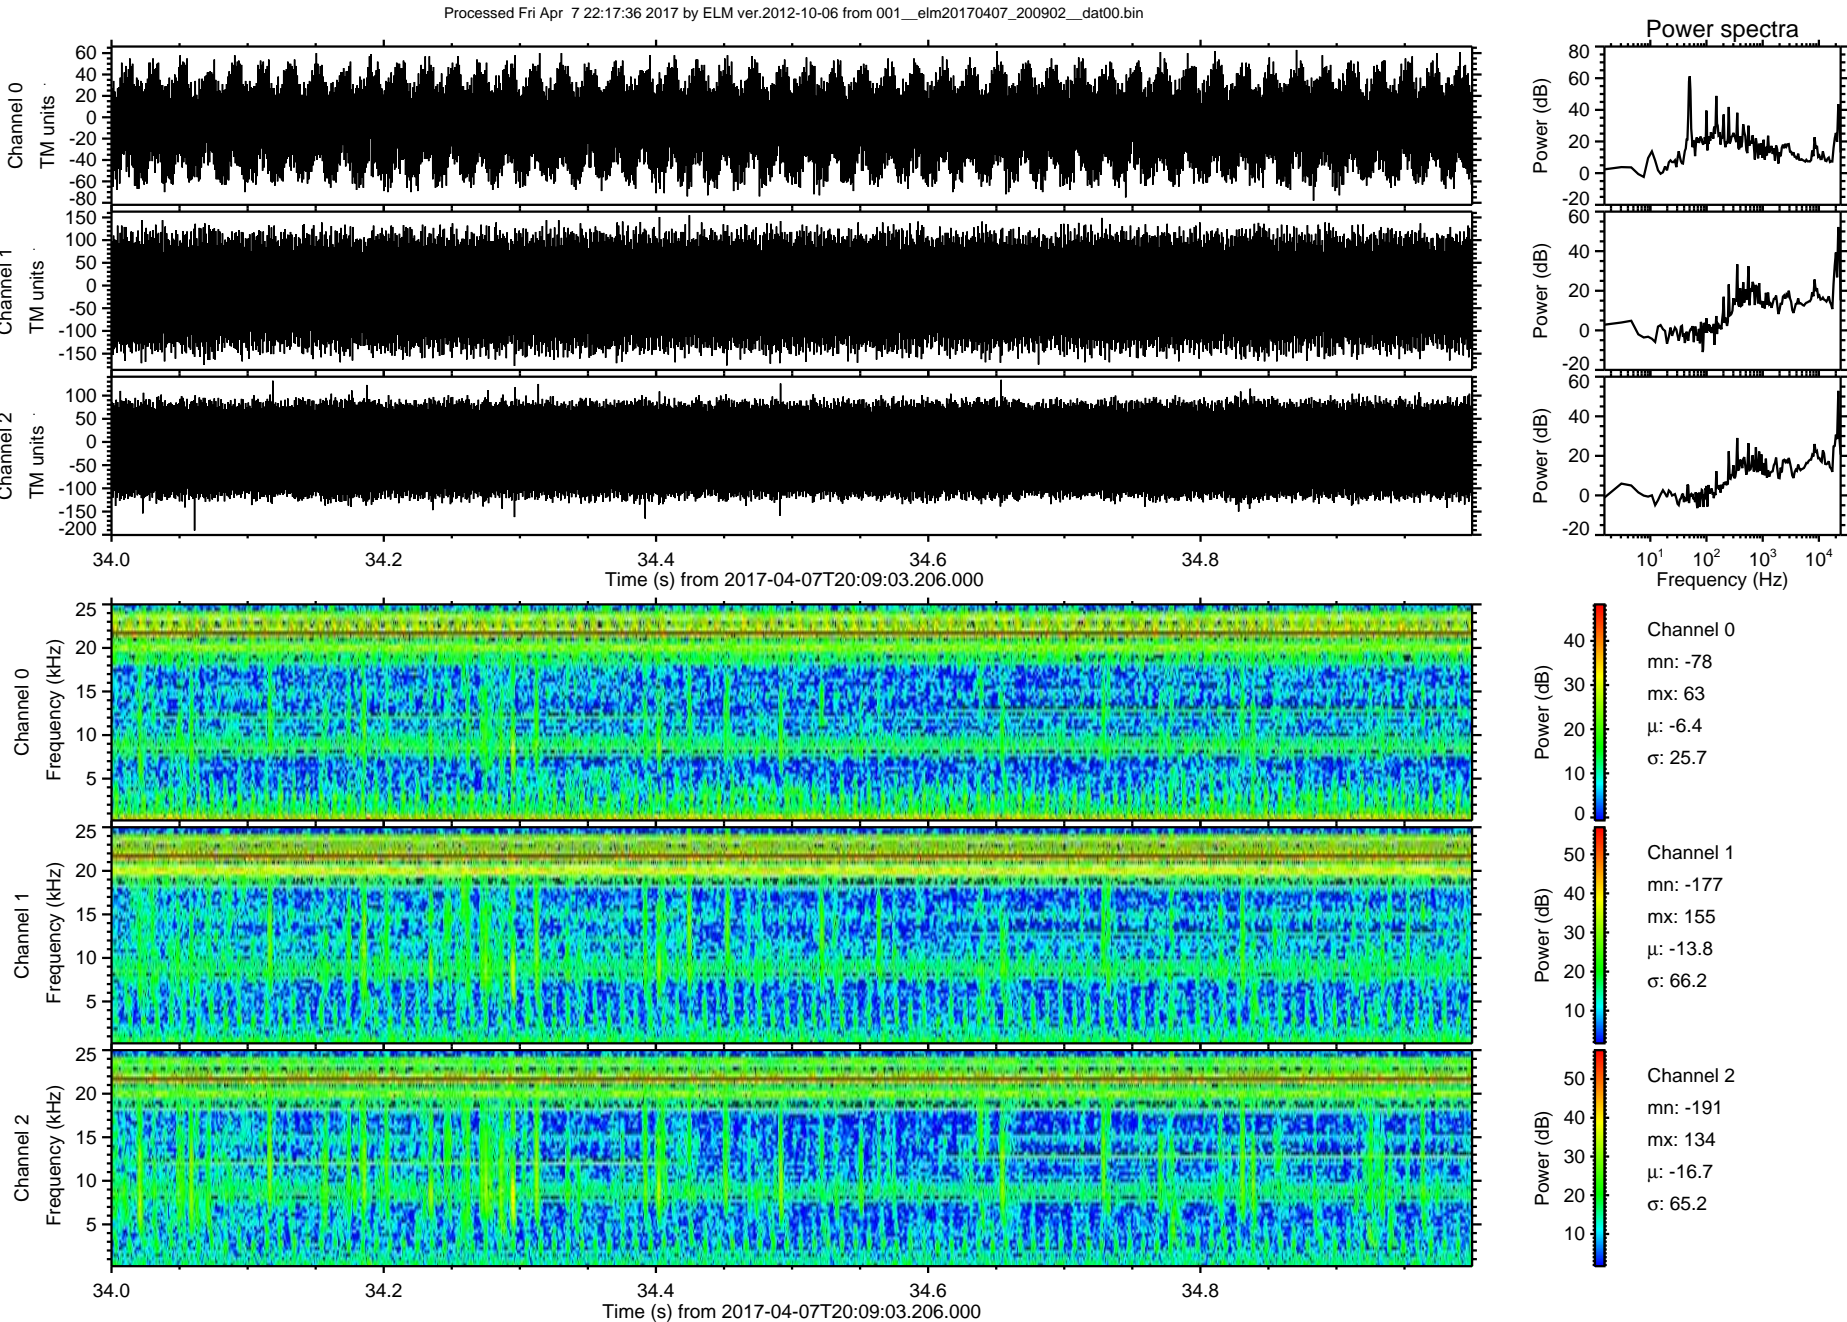 Processed Fri Apr  7 22:17:36 2017 by ELM ver.2012-10-06 from 001__elm20170407_200902__dat00.bin
Power spectra
Channel 0
TM units
60
40
20
0
-20
-40
-60
-80
Power (dB)
80
60
40
20
0
-20
Channel 1
TM units
150
100
50
0
-50
-100
-150
Power (dB)
60
40
20
0
-20
Channel 2
TM units
100
50
0
-50
-100
-150
-200
Power (dB)
60
40
20
0
-20
34.0 34.2 34.4 34.6 34.8
Time (s) from 2017-04-07T20:09:03.206.000
10^1 10^2 10^3 10^4
Frequency (Hz)
Channel 0
Frequency (kHz)
25
20
15
10
5
Power (dB)
40
30
20
10
0
Channel 0
mn: -78
mx: 63
µ: -6.4
σ: 25.7
Channel 1
Frequency (kHz)
25
20
15
10
5
Power (dB)
50
40
30
20
10
Channel 1
mn: -177
mx: 155
µ: -13.8
σ: 66.2
Channel 2
Frequency (kHz)
25
20
15
10
5
Power (dB)
50
40
30
20
10
Channel 2
mn: -191
mx: 134
µ: -16.7
σ: 65.2
34.0 34.2 34.4 34.6 34.8
Time (s) from 2017-04-07T20:09:03.206.000